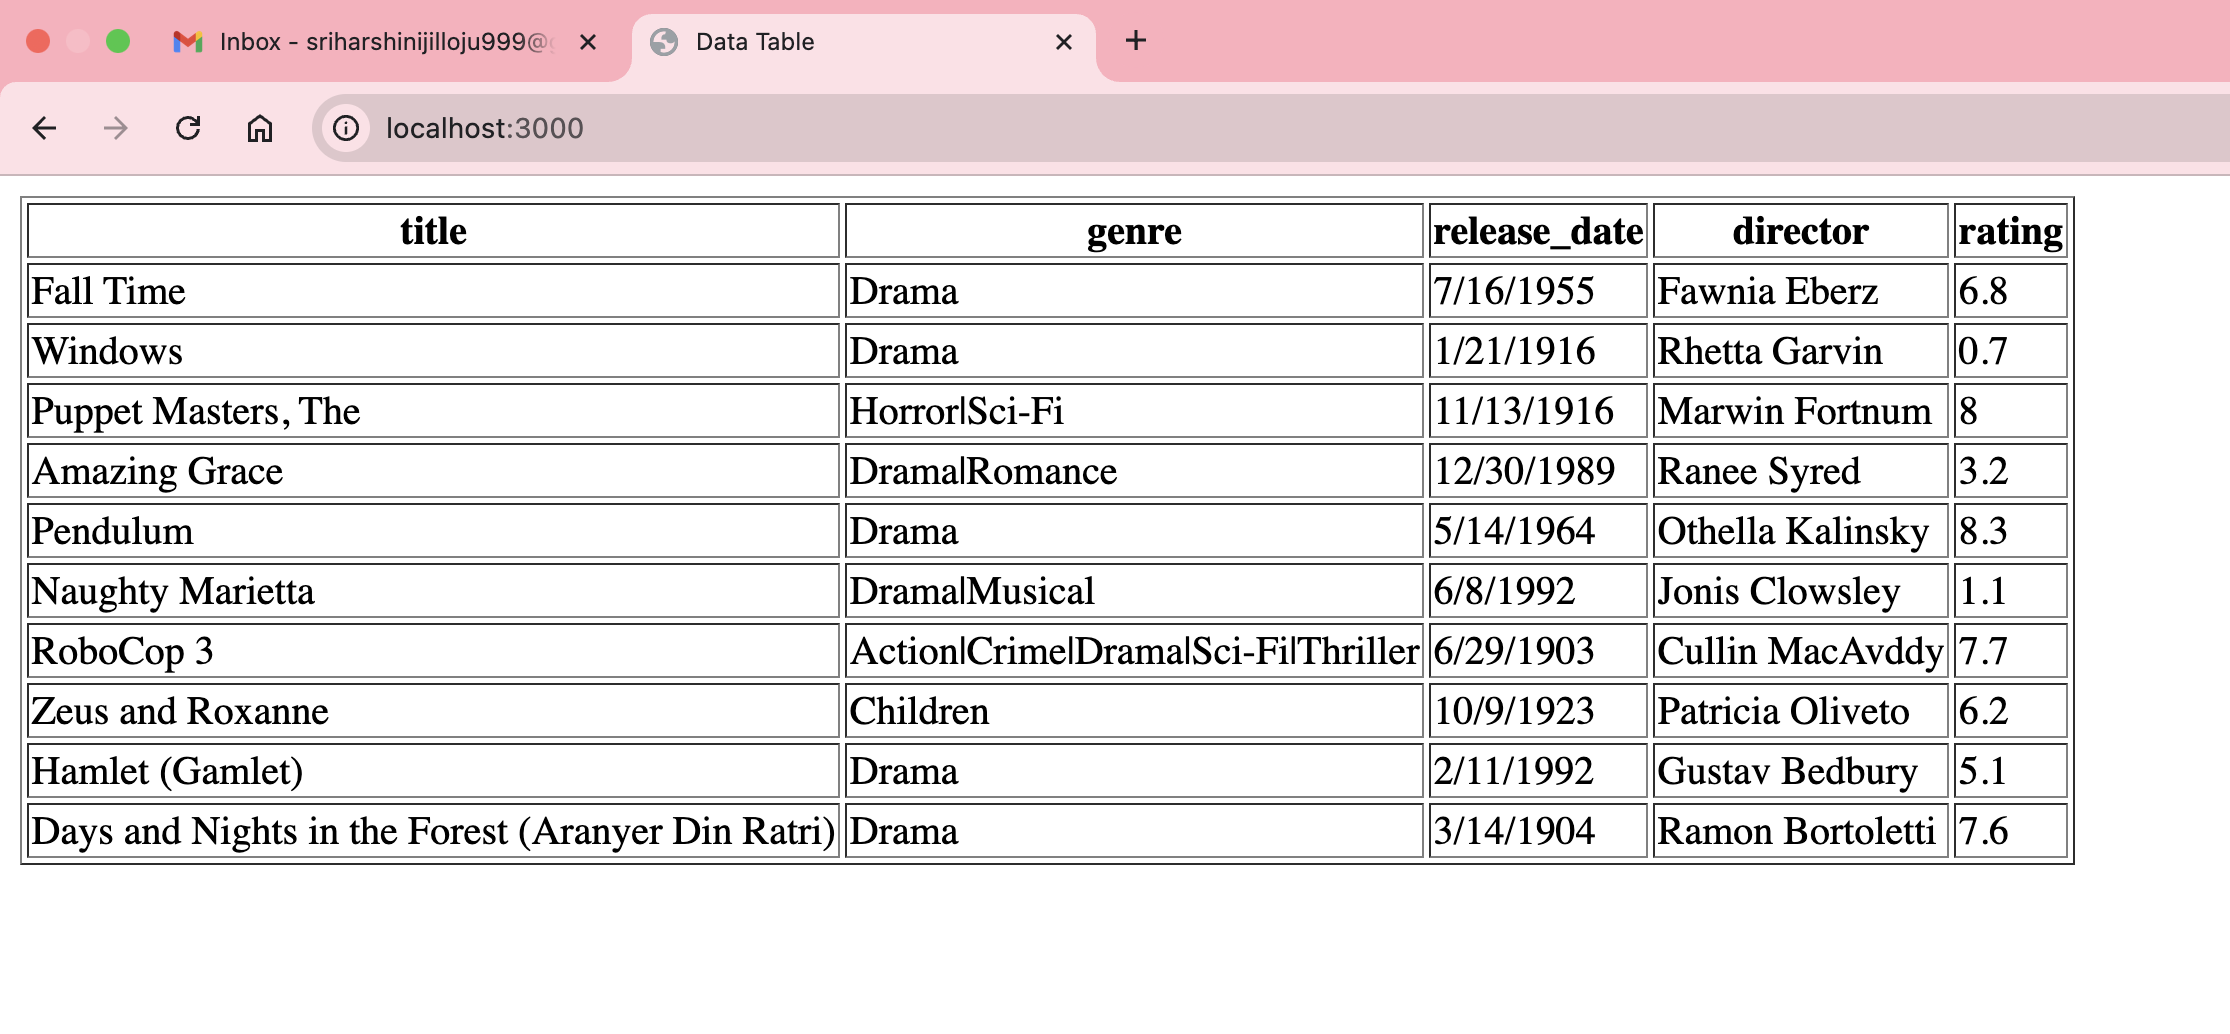 Inbox - sriharshinijilloju999@
Data Table
localhost:3000
title genre release_date director rating
Fall Time Drama 7/16/1955 Fawnia Eberz 6.8
Windows Drama 1/21/1916 Rhetta Garvin 0.7
Puppet Masters, The Horror|Sci-Fi 11/13/1916 Marwin Fortnum 8
Amazing Grace Drama|Romance 12/30/1989 Ranee Syred 3.2
Pendulum Drama 5/14/1964 Othella Kalinsky 8.3
Naughty Marietta Drama|Musical 6/8/1992 Jonis Clowsley 1.1
RoboCop 3 Action|Crime|Drama|Sci-Fi|Thriller 6/29/1903 Cullin MacAvddy 7.7
Zeus and Roxanne Children 10/9/1923 Patricia Oliveto 6.2
Hamlet (Gamlet) Drama 2/11/1992 Gustav Bedbury 5.1
Days and Nights in the Forest (Aranyer Din Ratri) Drama 3/14/1904 Ramon Bortoletti 7.6